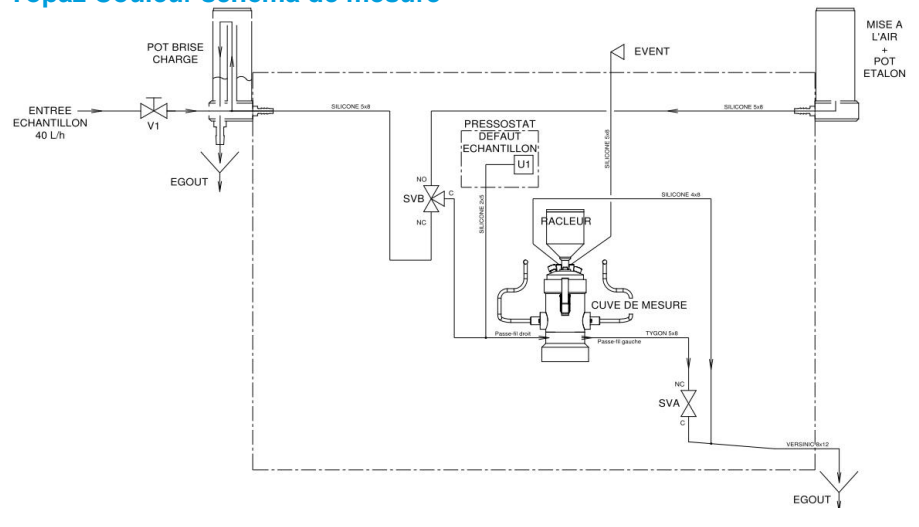 Topaz Couleur schéma de mesure
POT BRISE
CHARGE
MISE A
L'AIR
+
POT
ETALON
EVENT
ENTREE
ECHANTILLON
40 L/h
V1
SILICONE 5x8
SILICONE 5x8
PRESSOSTAT
DEFAUT
ECHANTILLON
U1
SILICONE 5x8
EGOUT
NO
SVB
C
NC
SILICONE 2x5
SILICONE 4x8
RACLEUR
CUVE DE MESURE
Passe-fil droit
TYGON 5x8
Passe-fil gauche
NC
SVA
C
VERSINIC 8x12
EGOUT